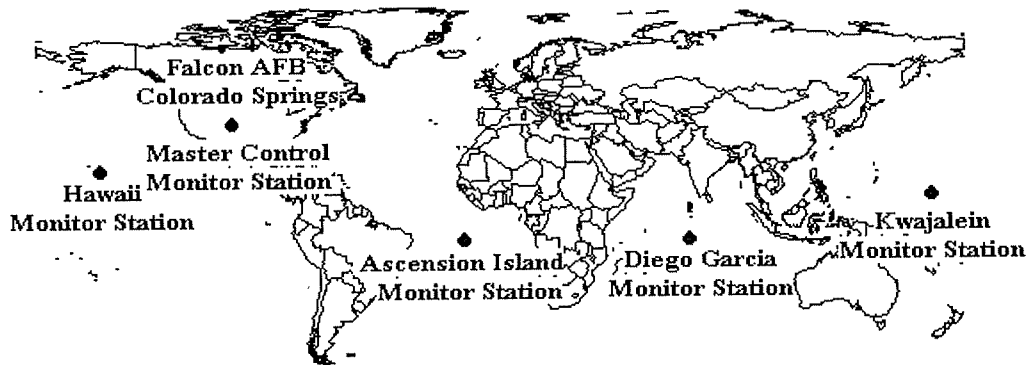 Falcon AFB
Colorado Springs
Master Control
Monitor Station
Hawaii
Monitor Station
Ascension Island
Monitor Station
Diego Garcia
Monitor Station
Kwajalein
Monitor Station